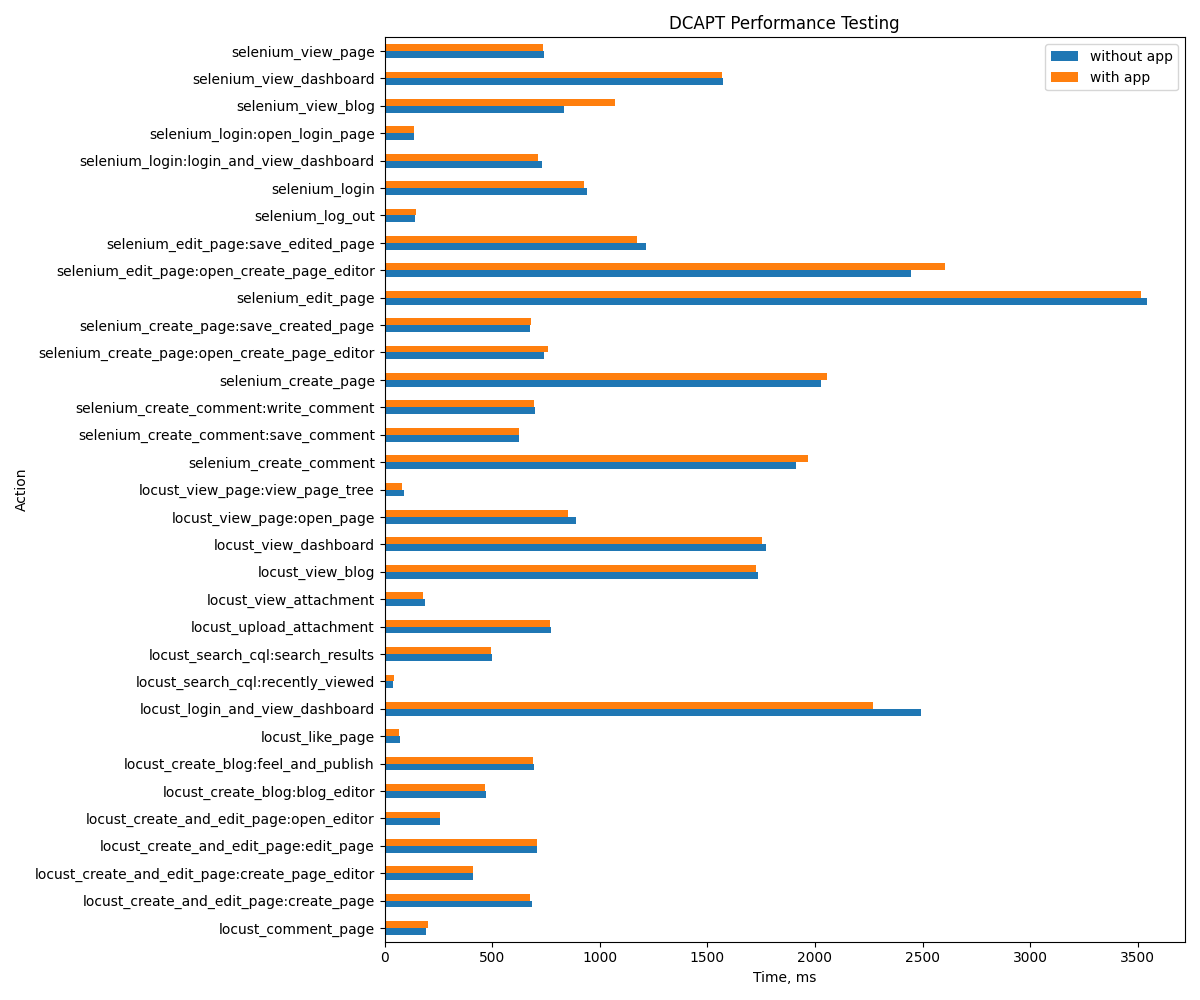 DCAPT Performance Testing
without app
with app
selenium_view_page
selenium_view_dashboard
selenium_view_blog
selenium_login:open_login_page
selenium_login:login_and_view_dashboard
selenium_login
selenium_log_out
selenium_edit_page:save_edited_page
selenium_edit_page:open_create_page_editor
selenium_edit_page
selenium_create_page:save_created_page
selenium_create_page:open_create_page_editor
selenium_create_page
selenium_create_comment:write_comment
selenium_create_comment:save_comment
selenium_create_comment
locust_view_page:view_page_tree
locust_view_page:open_page
locust_view_dashboard
locust_view_blog
locust_view_attachment
locust_upload_attachment
locust_search_cql:search_results
locust_search_cql:recently_viewed
locust_login_and_view_dashboard
locust_like_page
locust_create_blog:feel_and_publish
locust_create_blog:blog_editor
locust_create_and_edit_page:open_editor
locust_create_and_edit_page:edit_page
locust_create_and_edit_page:create_page_editor
locust_create_and_edit_page:create_page
locust_comment_page
Action
0 500 1000 1500 2000 2500 3000 3500
Time, ms